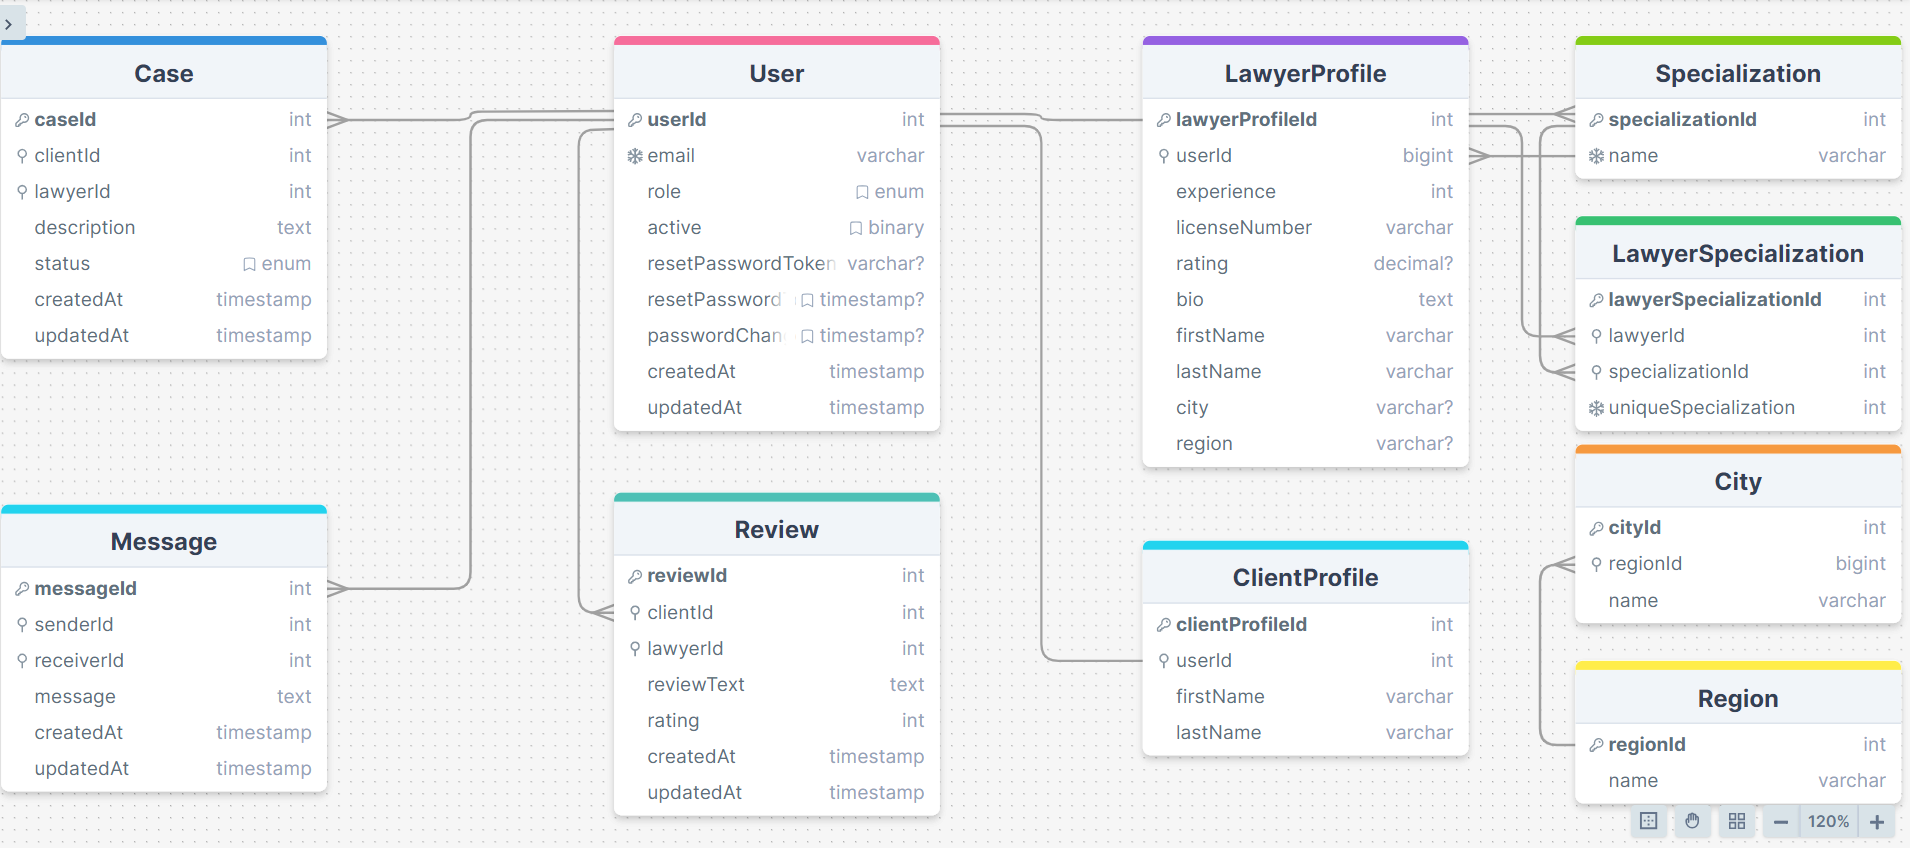 Case
caseId int
clientId int
lawyerId int
description text
status enum
createdAt timestamp
updatedAt timestamp
Message
messageId int
senderId int
receiverId int
message text
createdAt timestamp
updatedAt timestamp
User
userId int
email varchar
role enum
active binary
resetPasswordToken varchar?
resetPassword timestamp?
passwordChan timestamp?
createdAt timestamp
updatedAt timestamp
Review
reviewId int
clientId int
lawyerId int
reviewText text
rating int
createdAt timestamp
updatedAt timestamp
LawyerProfile
lawyerProfileId int
userId bigint
experience int
licenseNumber varchar
rating decimal?
bio text
firstName varchar
lastName varchar
city varchar?
region varchar?
ClientProfile
clientProfileId int
userId int
firstName varchar
lastName varchar
Specialization
specializationId int
name varchar
LawyerSpecialization
lawyerSpecializationId int
lawyerId int
specializationId int
uniqueSpecialization int
City
cityId int
regionId bigint
name varchar
Region
regionId int
name varchar
120%